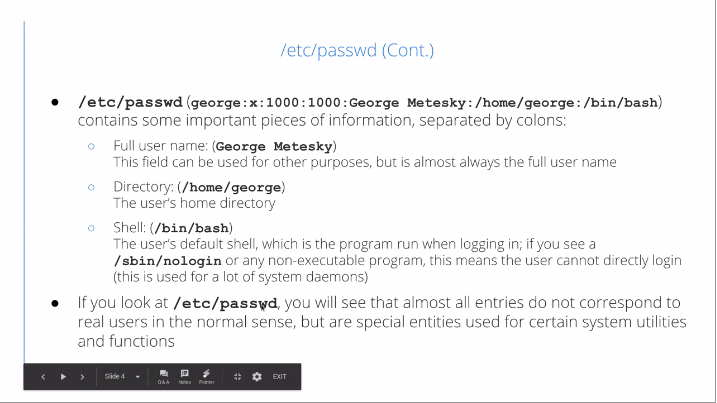 /etc/passwd (Cont.)
● /etc/passwd (george:x:1000:1000:George Metesky:/home/george:/bin/bash)
contains some important pieces of information, separated by colons:
○ Full user name: (George Metesky)
This field can be used for other purposes, but is almost always the full user name
○ Directory: (/home/george)
The user's home directory
○ Shell: (/bin/bash)
The user's default shell, which is the program run when logging in; if you see a
/sbin/nologin or any non-executable program, this means the user cannot directly login
(this is used for a lot of system daemons)
● If you look at /etc/passwd, you will see that almost all entries do not correspond to
real users in the normal sense, but are special entities used for certain system utilities
and functions
Slide 4 Q&A Notes Pointer EXIT